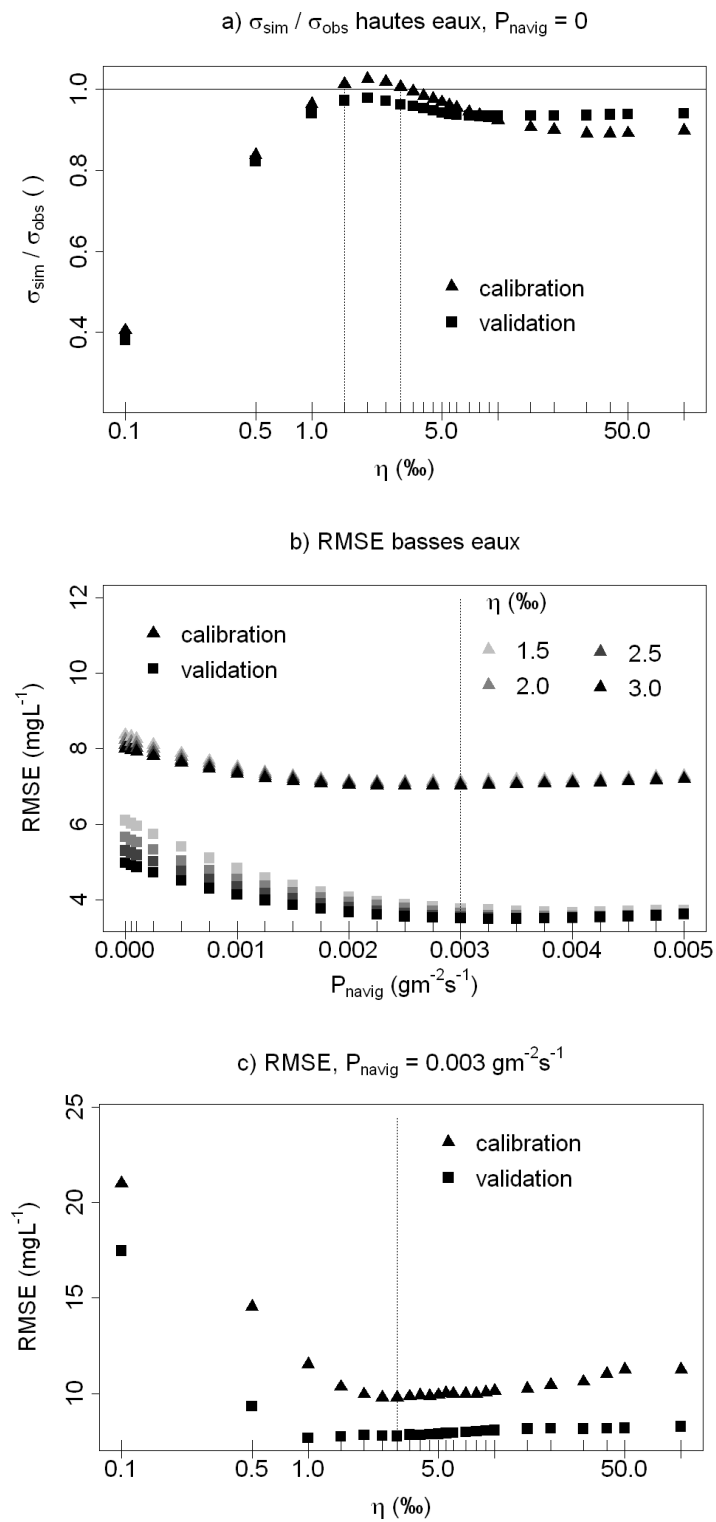 a) σsim / σobs hautes eaux, Pnavig = 0
σsim / σobs ( )
1.0
0.8
0.6
0.4
calibration
validation
0.1 0.5 1.0 5.0 50.0
η (‰)
b) RMSE basses eaux
RMSE (mgL⁻¹)
12
10
8
6
4
calibration
validation
η (‰)
1.5 2.5
2.0 3.0
0.000 0.001 0.002 0.003 0.004 0.005
Pnavig (gm⁻²s⁻¹)
c) RMSE, Pnavig = 0.003 gm⁻²s⁻¹
RMSE (mgL⁻¹)
25
20
15
10
calibration
validation
0.1 0.5 1.0 5.0 50.0
η (‰)